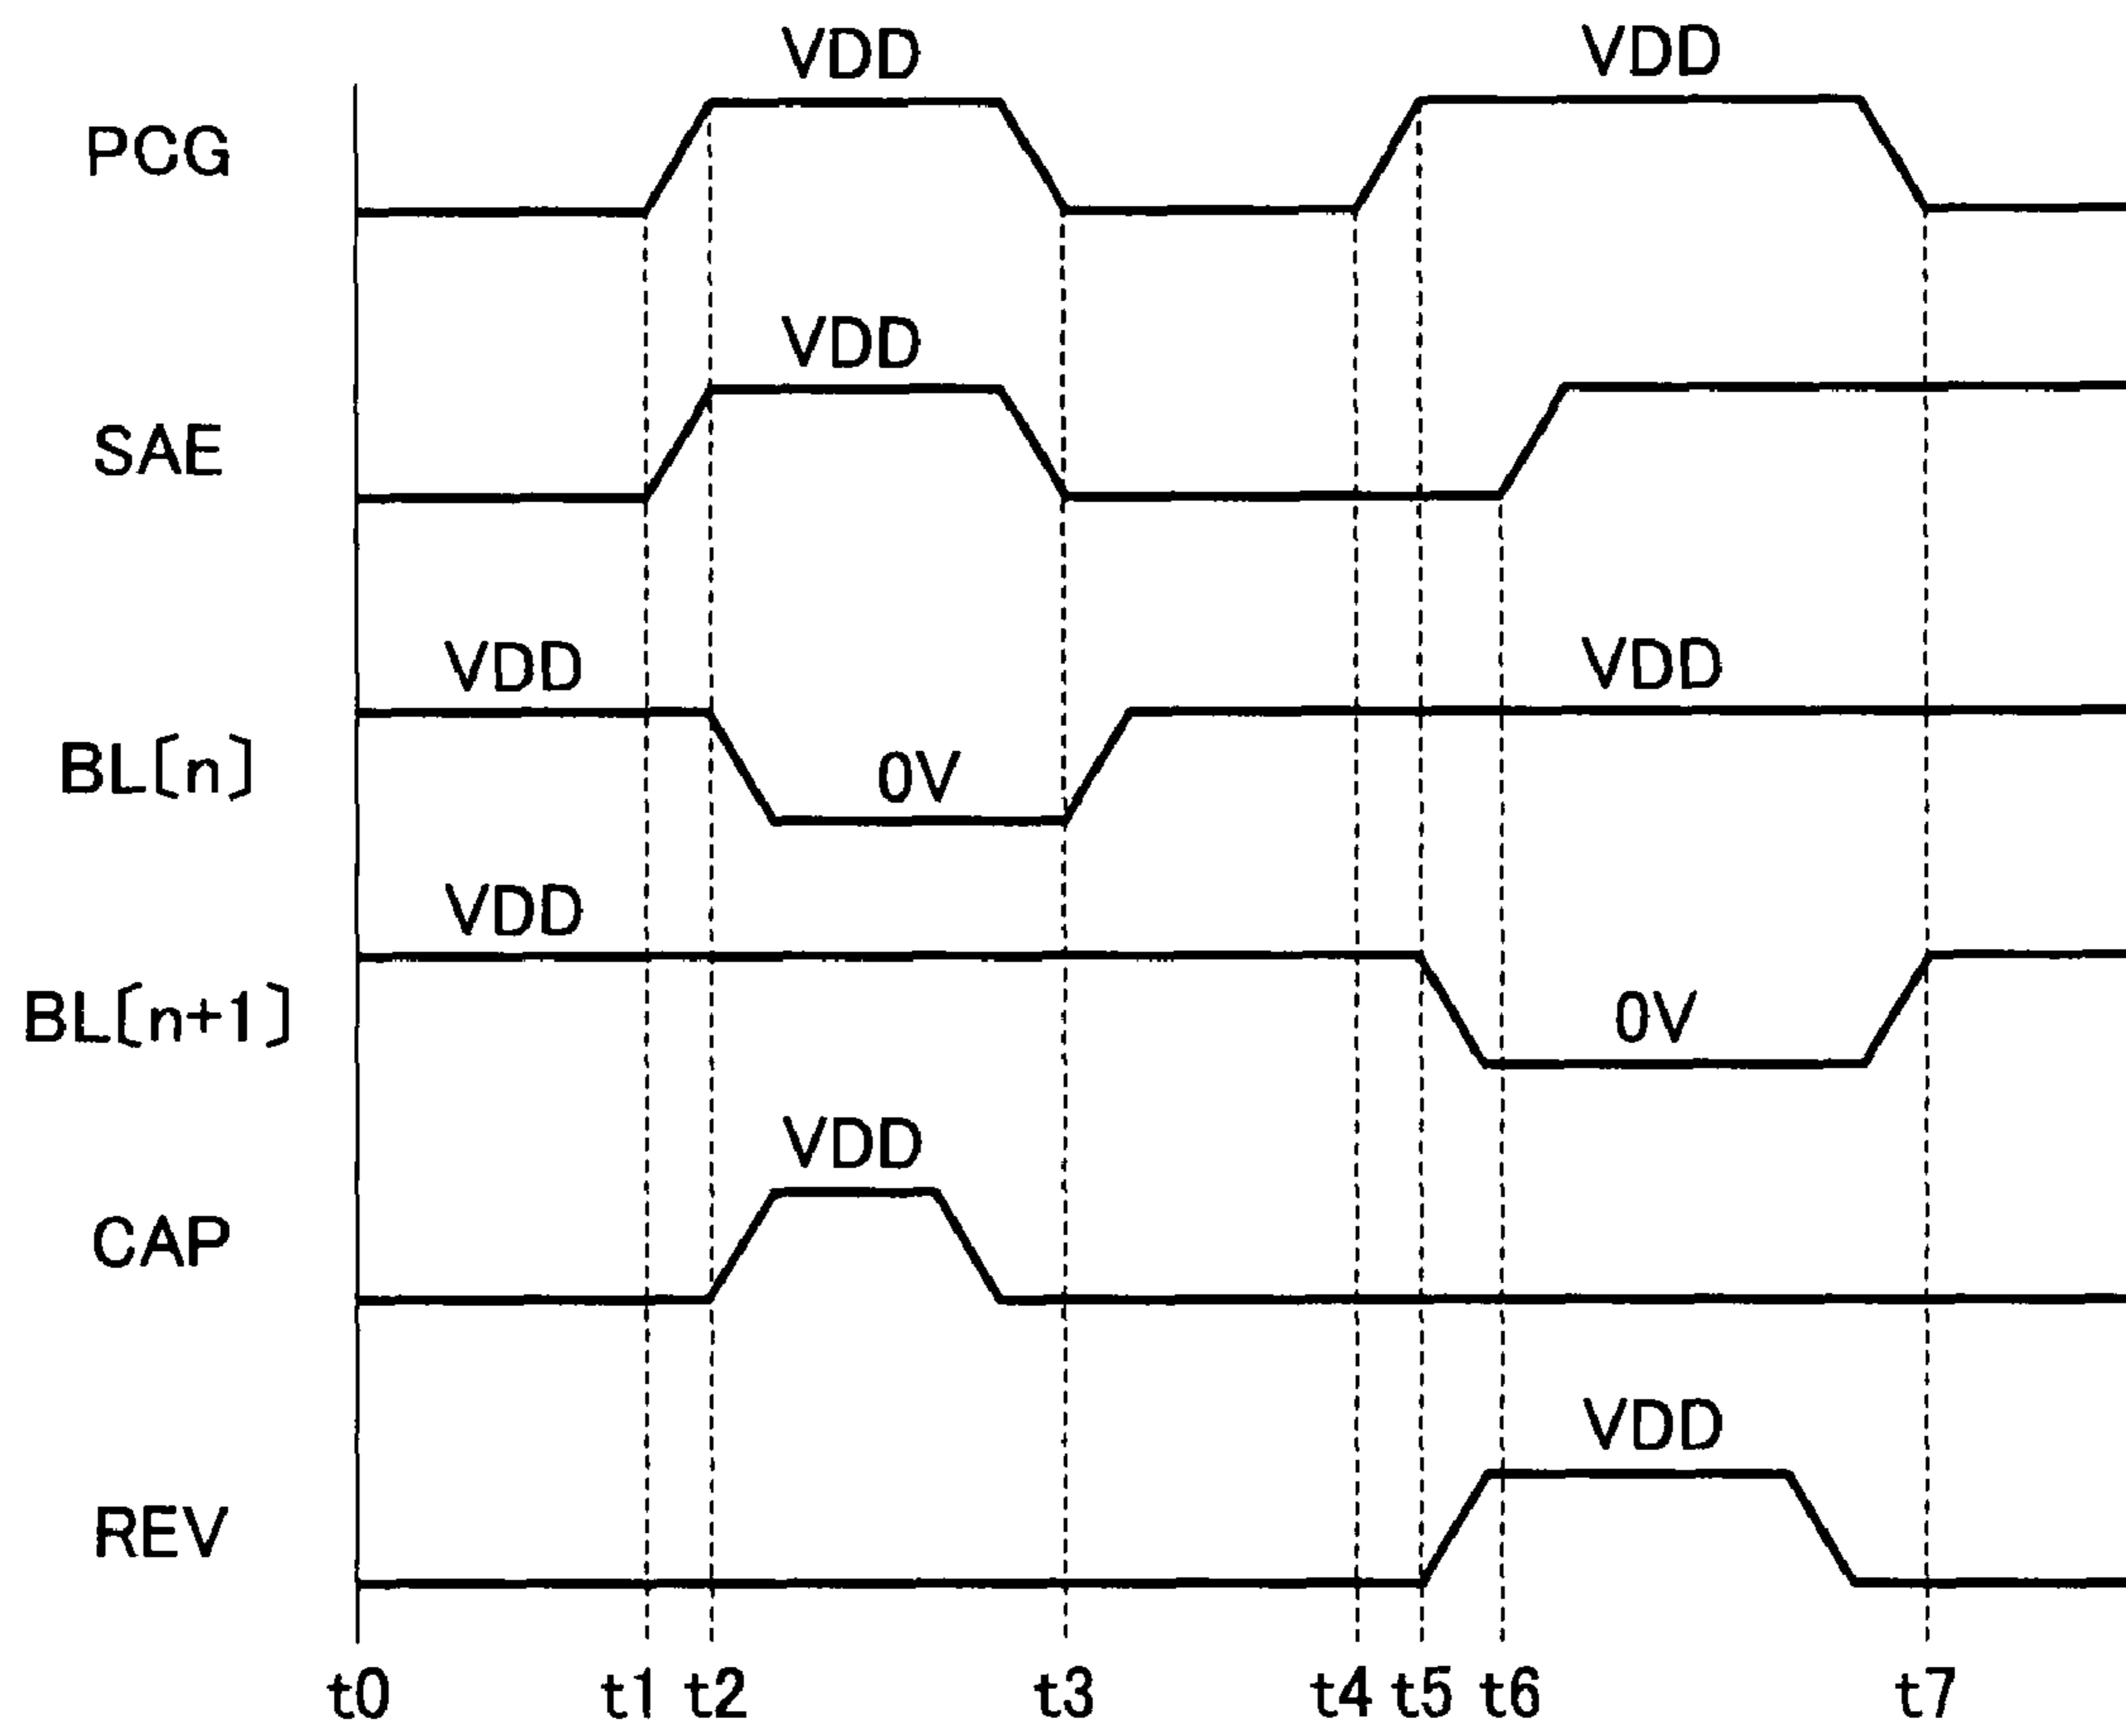 VDD VDD
PCG
VDD
SAE
VDD VDD
BL[n] 0V
VDD
BL[n+1] 0V
VDD
CAP
VDD
REV
t0 t1 t2 t3 t4 t5 t6 t7